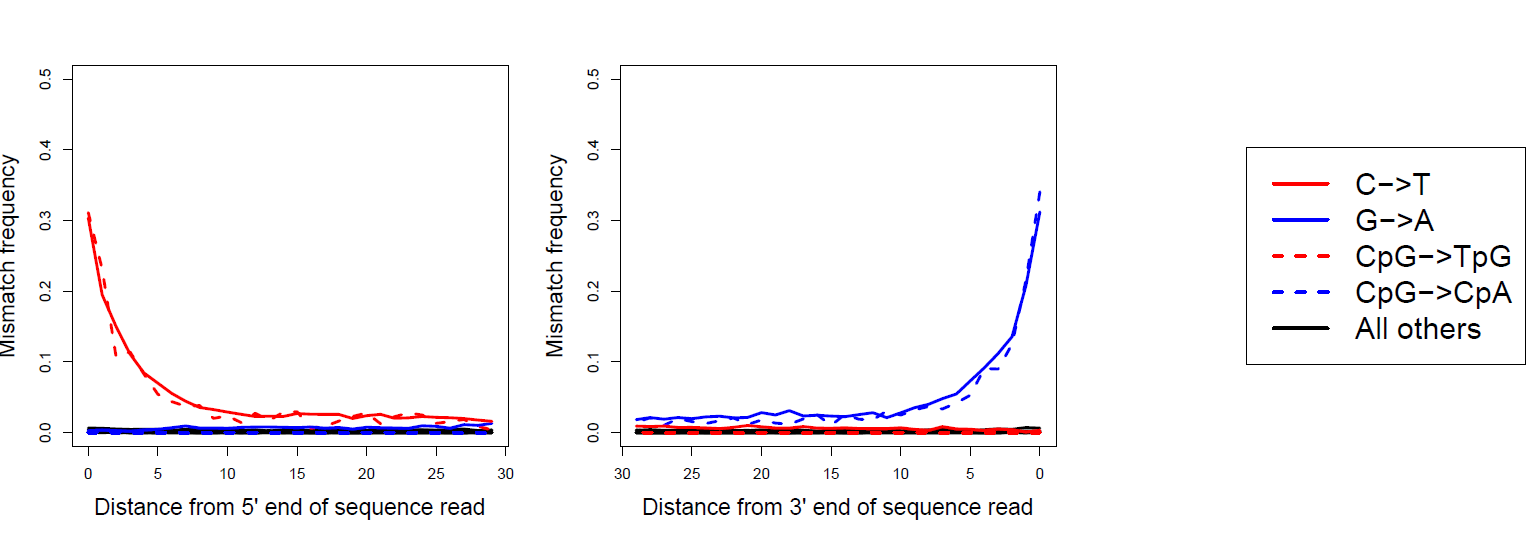 Mismatch frequency
0.5
0.4
0.3
0.2
0.1
0.0
0 5 10 15 20 25 30
Distance from 5' end of sequence read
Mismatch frequency
0.5
0.4
0.3
0.2
0.1
0.0
30 25 20 15 10 5 0
Distance from 3' end of sequence read
C−>T
G−>A
CpG−>TpG
CpG−>CpA
All others